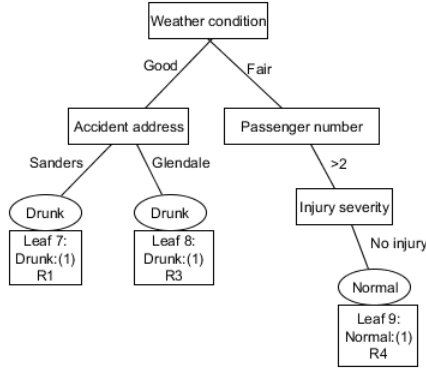 Weather condition
Good
Fair
Accident address
Passenger number
Sanders
Glendale
>2
Drunk
Drunk
Injury severity
Leaf 7:
Drunk:(1)
R1
Leaf 8:
Drunk:(1)
R3
No injury
Normal
Leaf 9:
Normal:(1)
R4